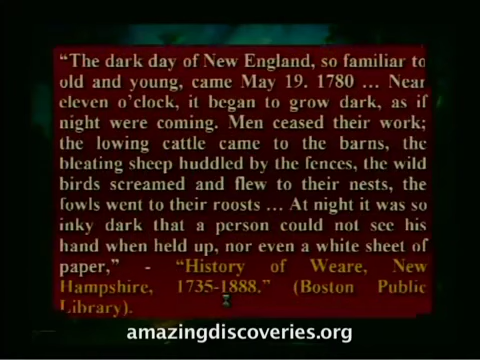 “The dark day of New England, so familiar to
old and young, came May 19. 1780 ... Near
eleven o’clock, it began to grow dark, as if
night were coming. Men ceased their work;
the lowing cattle came to the barns, the
bleating sheep huddled by the fences, the wild
birds screamed and flew to their nests, the
fowls went to their roosts ... At night it was so
inky dark that a person could not see his
hand when held up, nor even a white sheet of
paper,” - “History of Weare, New
Hampshire, 1735-1888.” (Boston Public
Library).
amazingdiscoveries.org